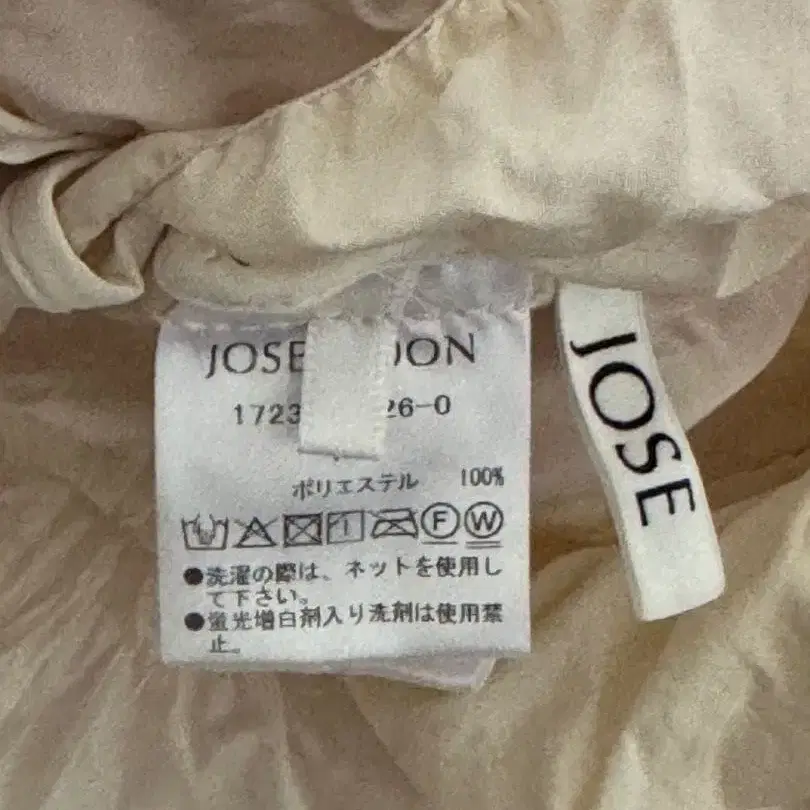 JOSE OON
1723 26-0
ポリエステル 100%
F W
●洗濯の際は、ネットを使用し
て下さい。
●蛍光増白剤入り洗剤は使用禁
止。
JOSE